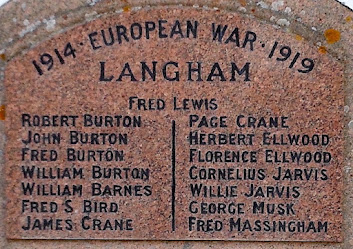 1914 · EUROPEAN WAR · 1919
LANGHAM
FRED LEWIS
ROBERT BURTON
JOHN BURTON
FRED BURTON
WILLIAM BURTON
WILLIAM BARNES
FRED S BIRD
JAMES CRANE
PAGE CRANE
HERBERT ELLWOOD
FLORENCE ELLWOOD
CORNELIUS JARVIS
WILLIE JARVIS
GEORGE MUSK
FRED MASSINGHAM